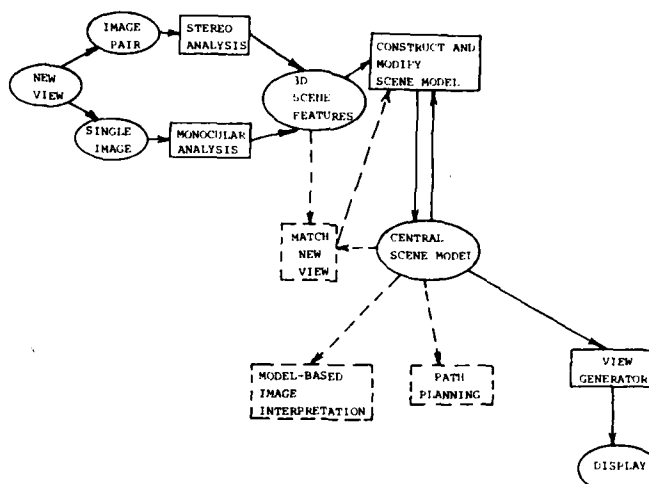 IMAGE
PAIR
STEREO
ANALYSIS
NEW
VIEW
SINGLE
IMAGE
MONOCULAR
ANALYSIS
3D
SCENE
FEATURES
CONSTRUCT AND
MODIFY
SCENE MODEL
MATCH
NEW
VIEW
CENTRAL
SCENE MODEL
MODEL-BASED
IMAGE
INTERPRETATION
PATH
PLANNING
VIEW
GENERATOR
DISPLAY